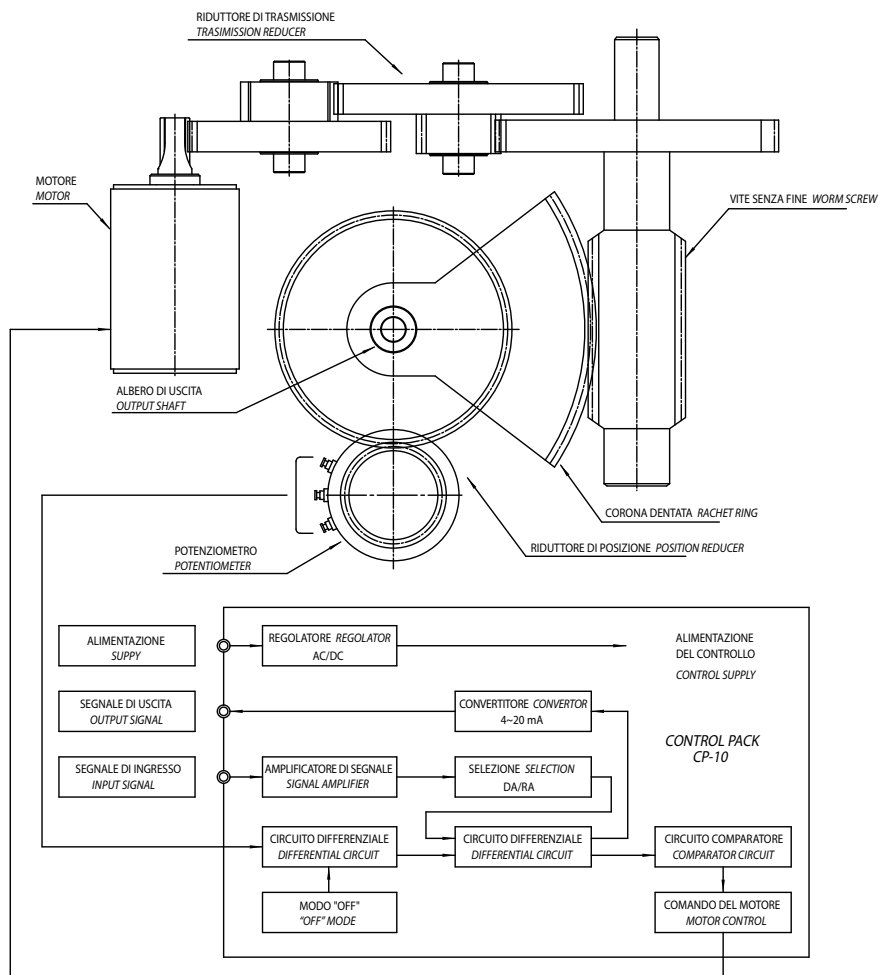 RIDUTTORE DI TRASMISSIONE
TRASIMISSION REDUCER
MOTORE
MOTOR
VITE SENZA FINE WORM SCREW
ALBERO DI USCITA
OUTPUT SHAFT
CORONA DENTATA RACHET RING
RIDUTTORE DI POSIZIONE POSITION REDUCER
POTENZIOMETRO
POTENTIOMETER
ALIMENTAZIONE
SUPPY
REGOLATORE REGOLATOR
AC/DC
ALIMENTAZIONE
DEL CONTROLLO
CONTROL SUPPLY
SEGNALE DI USCITA
OUTPUT SIGNAL
CONVERTITORE CONVERTOR
4~20 mA
CONTROL PACK
CP-10
SEGNALE DI INGRESSO
INPUT SIGNAL
AMPLIFICATORE DI SEGNALE
SIGNAL AMPLIFIER
SELEZIONE SELECTION
DA/RA
CIRCUITO DIFFERENZIALE
DIFFERENTIAL CIRCUIT
CIRCUITO DIFFERENZIALE
DIFFERENTIAL CIRCUIT
CIRCUITO COMPARATORE
COMPARATOR CIRCUIT
MODO "OFF"
"OFF" MODE
COMANDO DEL MOTORE
MOTOR CONTROL